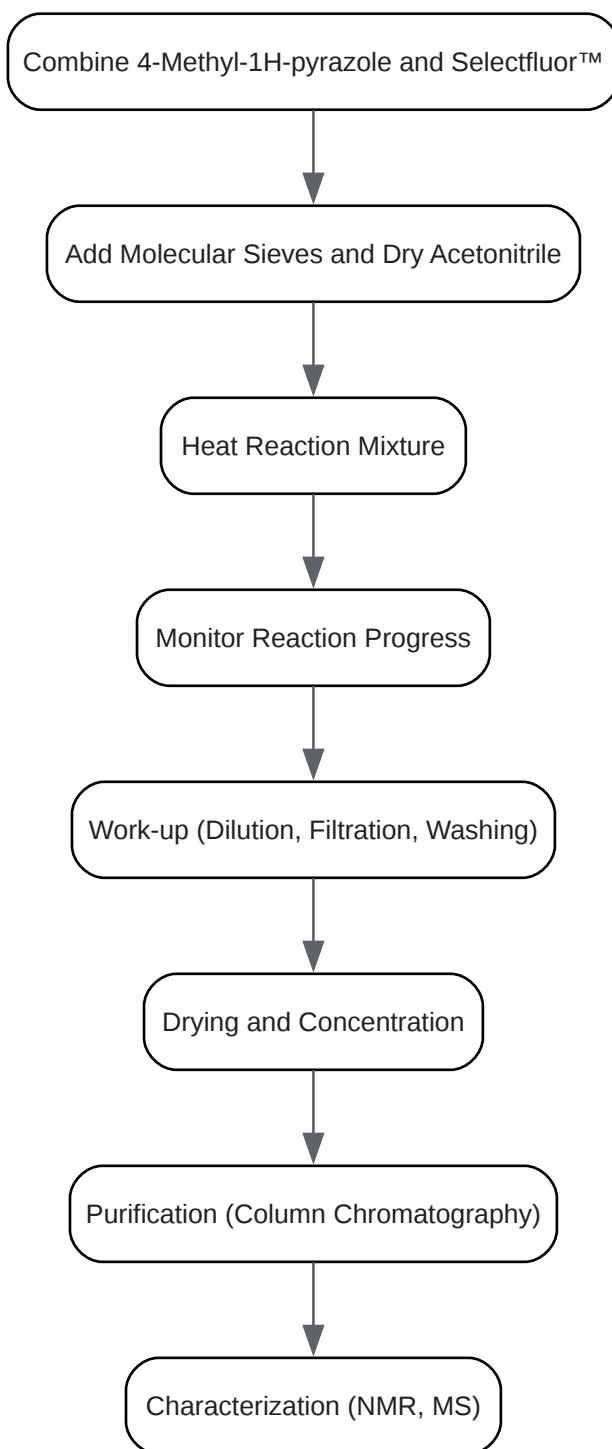 Combine 4-Methyl-1H-pyrazole and Selectfluor™
Add Molecular Sieves and Dry Acetonitrile
Heat Reaction Mixture
Monitor Reaction Progress
Work-up (Dilution, Filtration, Washing)
Drying and Concentration
Purification (Column Chromatography)
Characterization (NMR, MS)